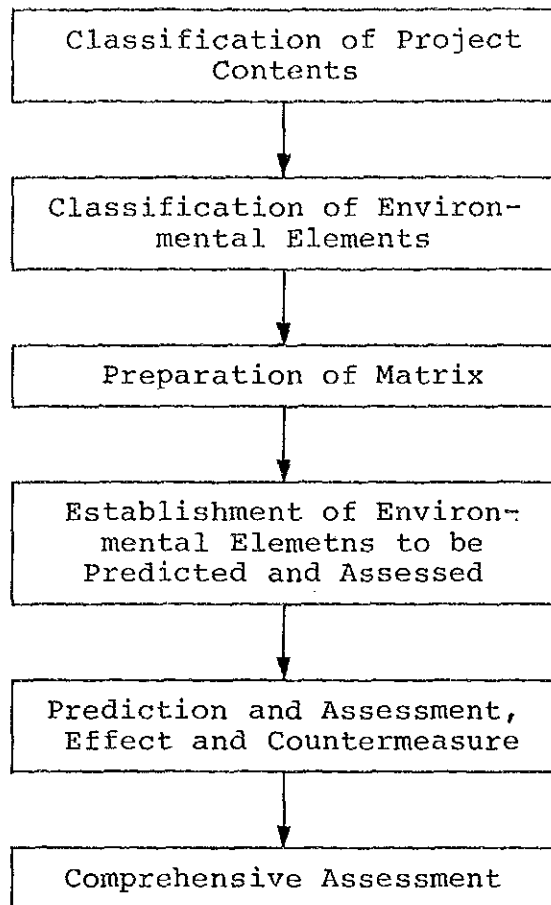 Classification of Project
Contents
Classification of Environ-
mental Elements
Preparation of Matrix
Establishment of Environ-
mental Elemetns to be
Predicted and Assessed
Prediction and Assessment,
Effect and Countermeasure
Comprehensive Assessment